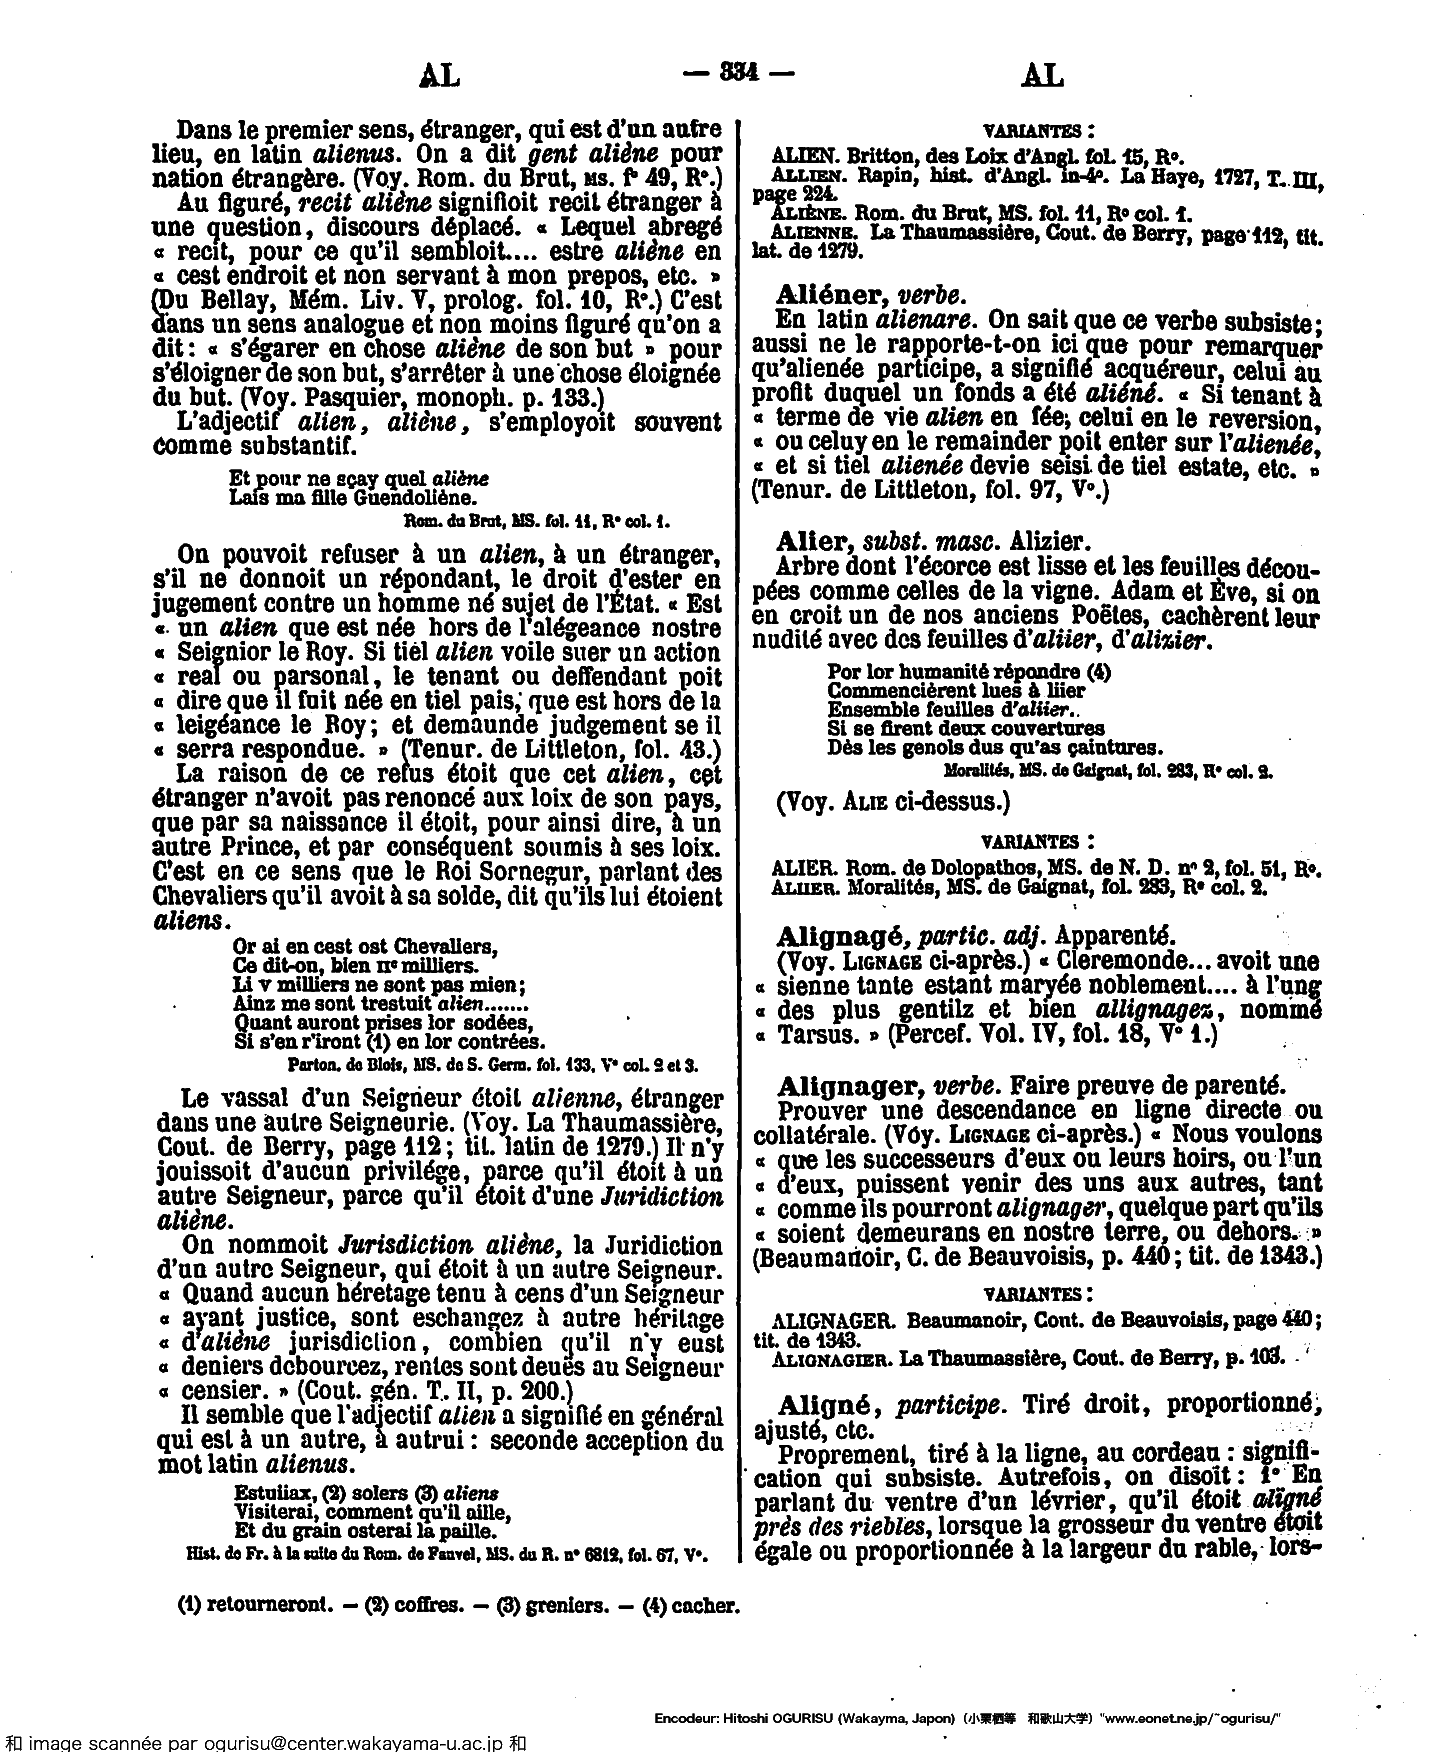 AL — 334 — AL
Dans le premier sens, étranger, qui est d'un autre
lieu, en latin alienus. On a dit gent aliène pour
nation étrangère. (Voy. Rom. du Brut, MS. f° 49, R°.)
Au figuré, recit aliène signifioit recit étranger à
une question, discours déplacé. « Lequel abregé
« recit, pour ce qu'il sembloit.... estre aliène en
« cest endroit et non servant à mon prepos, etc. »
(Du Bellay, Mém. Liv. V, prolog. fol. 10, R°.) C'est
dans un sens analogue et non moins figuré qu'on a
dit : « s'égarer en chose aliène de son but » pour
s'éloigner de son but, s'arrêter à une chose éloignée
du but. (Voy. Pasquier, monoph. p. 133.)
L'adjectif alien, aliène, s'employoit souvent
comme substantif.
Et pour ne sçay quel aliène
Lais ma fille Guendoliène.
Rom. du Brut, MS. fol. 11, R° col. 1.
On pouvoit refuser à un alien, à un étranger,
s'il ne donnoit un répondant, le droit d'ester en
jugement contre un homme né sujet de l'État. « Est
« un alien que est née hors de l'alégeance nostre
« Seignior le Roy. Si tiel alien voile suer un action
« real ou parsonal, le tenant ou deffendant poit
« dire que il fuit née en tiel pais, que est hors de la
« leigéance le Roy ; et demaunde judgement se il
« serra respondue. » (Tenur. de Littleton, fol. 43.)
La raison de ce refus étoit que cet alien, cet
étranger n'avoit pas renoncé aux loix de son pays,
que par sa naissance il étoit, pour ainsi dire, à un
autre Prince, et par conséquent soumis à ses loix.
C'est en ce sens que le Roi Sornegur, parlant des
Chevaliers qu'il avoit à sa solde, dit qu'ils lui étoient
aliens.
Or ai en cest ost Chevaliers,
Ce dit-on, bien IIᵉ milliers.
Li v milliers ne sont pas mien ;
Ainz me sont trestuit alien.......
Quant auront prises lor sodées,
Si s'en r'iront (1) en lor contrées.
Parton. de Blois, MS. de S. Germ. fol. 133, V° col. 2 et 3.
Le vassal d'un Seigneur étoit alienne, étranger
dans une autre Seigneurie. (Voy. La Thaumassière,
Cout. de Berry, page 112 ; tit. latin de 1279.) Il n'y
jouissoit d'aucun privilége, parce qu'il étoit à un
autre Seigneur, parce qu'il étoit d'une Juridiction
aliène.
On nommoit Jurisdiction aliène, la Juridiction
d'un autre Seigneur, qui étoit à un autre Seigneur.
« Quand aucun héretage tenu à cens d'un Seigneur
« ayant justice, sont eschangez à autre héritage
« d'aliène jurisdiction, combien qu'il n'y eust
« deniers debourcez, rentes sont deues au Seigneur
« censier. » (Cout. gén. T. II, p. 200.)
Il semble que l'adjectif alien a signifié en général
qui est à un autre, à autrui : seconde acception du
mot latin alienus.
Estuiiax, (2) solers (3) aliens
Visiterai, comment qu'il aille,
Et du grain osterai la paille.
Hist. de Fr. à la suite du Rom. de Fauvel, MS. du R. n° 6812, fol. 67, V°.
VARIANTES :
ALIEN. Britton, des Loix d'Angl. fol. 15, R°.
ALLIEN. Rapin, hist. d'Angl. in-4°. La Haye, 1727, T. III,
page 224.
ALIÈNE. Rom. du Brut, MS. fol. 11, R° col. 1.
ALIENNE. La Thaumassière, Cout. de Berry, page 112, tit.
lat. de 1279.
Aliéner, verbe.
En latin alienare. On sait que ce verbe subsiste ;
aussi ne le rapporte-t-on ici que pour remarquer
qu'alienée participe, a signifié acquéreur, celui au
profit duquel un fonds a été aliéné. « Si tenant à
« terme de vie alien en fée, celui en le reversion,
« ou celuy en le remainder poit enter sur l'alienée,
« et si tiel alienée devie seisi de tiel estate, etc. »
(Tenur. de Littleton, fol. 97, V°.)
Alier, subst. masc. Alizier.
Arbre dont l'écorce est lisse et les feuilles décou-
pées comme celles de la vigne. Adam et Ève, si on
en croit un de nos anciens Poëtes, cachèrent leur
nudité avec des feuilles d'aliier, d'alizier.
Por lor humanité répondre (4)
Commencièrent lues à liier
Ensemble feuilles d'aliier..
Si se firent deux couvertures
Dès les genols dus qu'as çaintures.
Moralités, MS. de Gaignat, fol. 283, R° col. 2.
(Voy. ALIE ci-dessus.)
VARIANTES :
ALIER. Rom. de Dolopathos, MS. de N. D. n° 2, fol. 51, R°.
ALIIER. Moralités, MS. de Gaignat, fol. 283, R° col. 2.
Alignagé, partic. adj. Apparenté.
(Voy. LIGNAGE ci-après.) « Cleremonde... avoit une
« sienne tante estant maryée noblement.... à l'ung
« des plus gentilz et bien allignagez, nommé
« Tarsus. » (Percef. Vol. IV, fol. 18, V° 1.)
Alignager, verbe. Faire preuve de parenté.
Prouver une descendance en ligne directe ou
collatérale. (Voy. LIGNAGE ci-après.) « Nous voulons
« que les successeurs d'eux ou leurs hoirs, ou l'un
« d'eux, puissent venir des uns aux autres, tant
« comme ils pourront alignager, quelque part qu'ils
« soient demeurans en nostre terre, ou dehors. »
(Beaumanoir, C. de Beauvoisis, p. 440 ; tit. de 1343.)
VARIANTES :
ALIGNAGER. Beaumanoir, Cont. de Beauvoisis, page 440 ;
tit. de 1343.
ALIGNAGIER. La Thaumassière, Cout. de Berry, p. 103.
Aligné, participe. Tiré droit, proportionné,
ajusté, etc.
Proprement, tiré à la ligne, au cordeau : signifi-
cation qui subsiste. Autrefois, on disoit : 1° En
parlant du ventre d'un lévrier, qu'il étoit aligné
près des riebles, lorsque la grosseur du ventre étoit
égale ou proportionnée à la largeur du rable, lors-
(1) retourneront. — (2) coffres. — (3) greniers. — (4) cacher.
Encodeur: Hitoshi OGURISU (Wakayma, Japon) (小栗栖等 和歌山大学) "www.eonet.ne.jp/~ogurisu/"
和 image scannée par ogurisu@center.wakayama-u.ac.jp 和